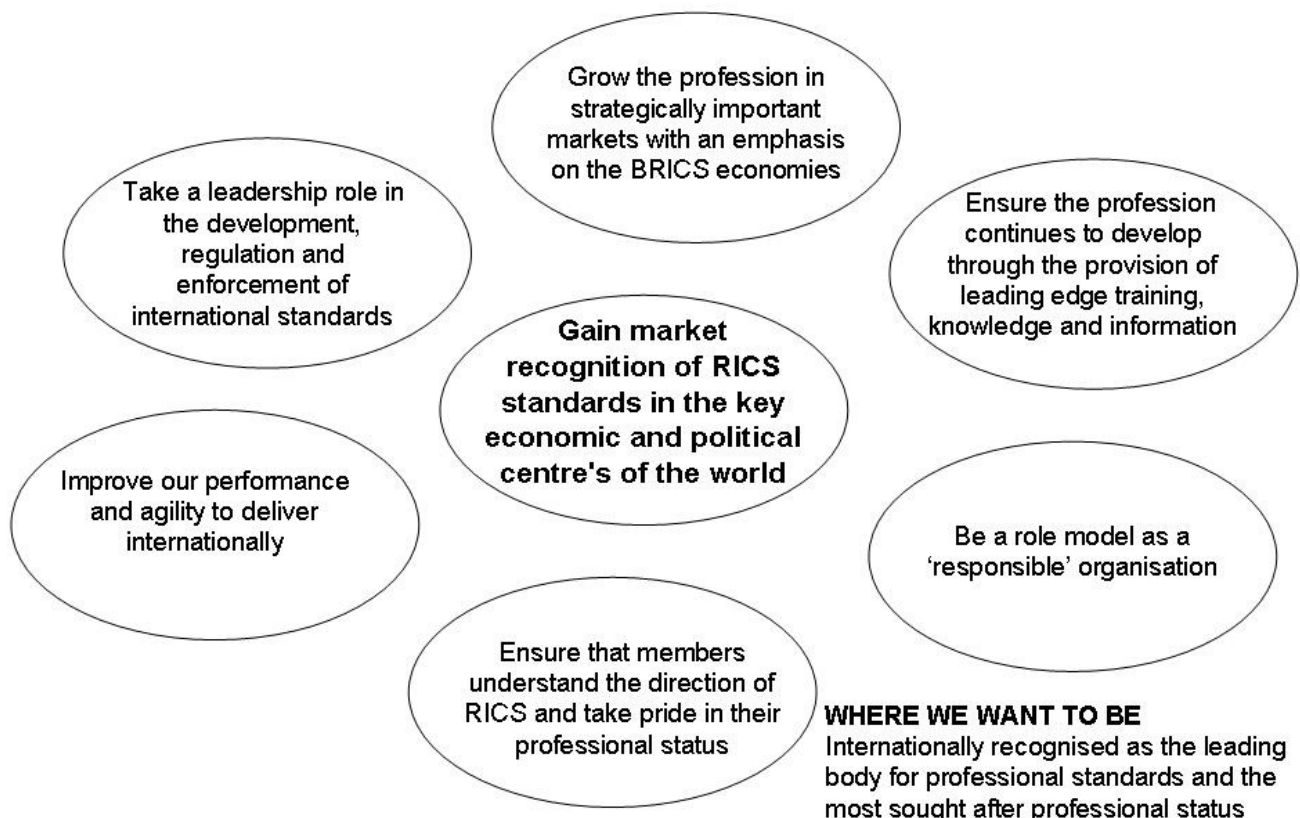 Grow the profession in
strategically important
markets with an emphasis
on the BRICS economies
Take a leadership role in
the development,
regulation and
enforcement of
international standards
Ensure the profession
continues to develop
through the provision of
leading edge training,
knowledge and information
Gain market
recognition of RICS
standards in the key
economic and political
centre's of the world
Improve our performance
and agility to deliver
internationally
Be a role model as a
‘responsible’ organisation
Ensure that members
understand the direction of
RICS and take pride in their
professional status
WHERE WE WANT TO BE
Internationally recognised as the leading
body for professional standards and the
most sought after professional status